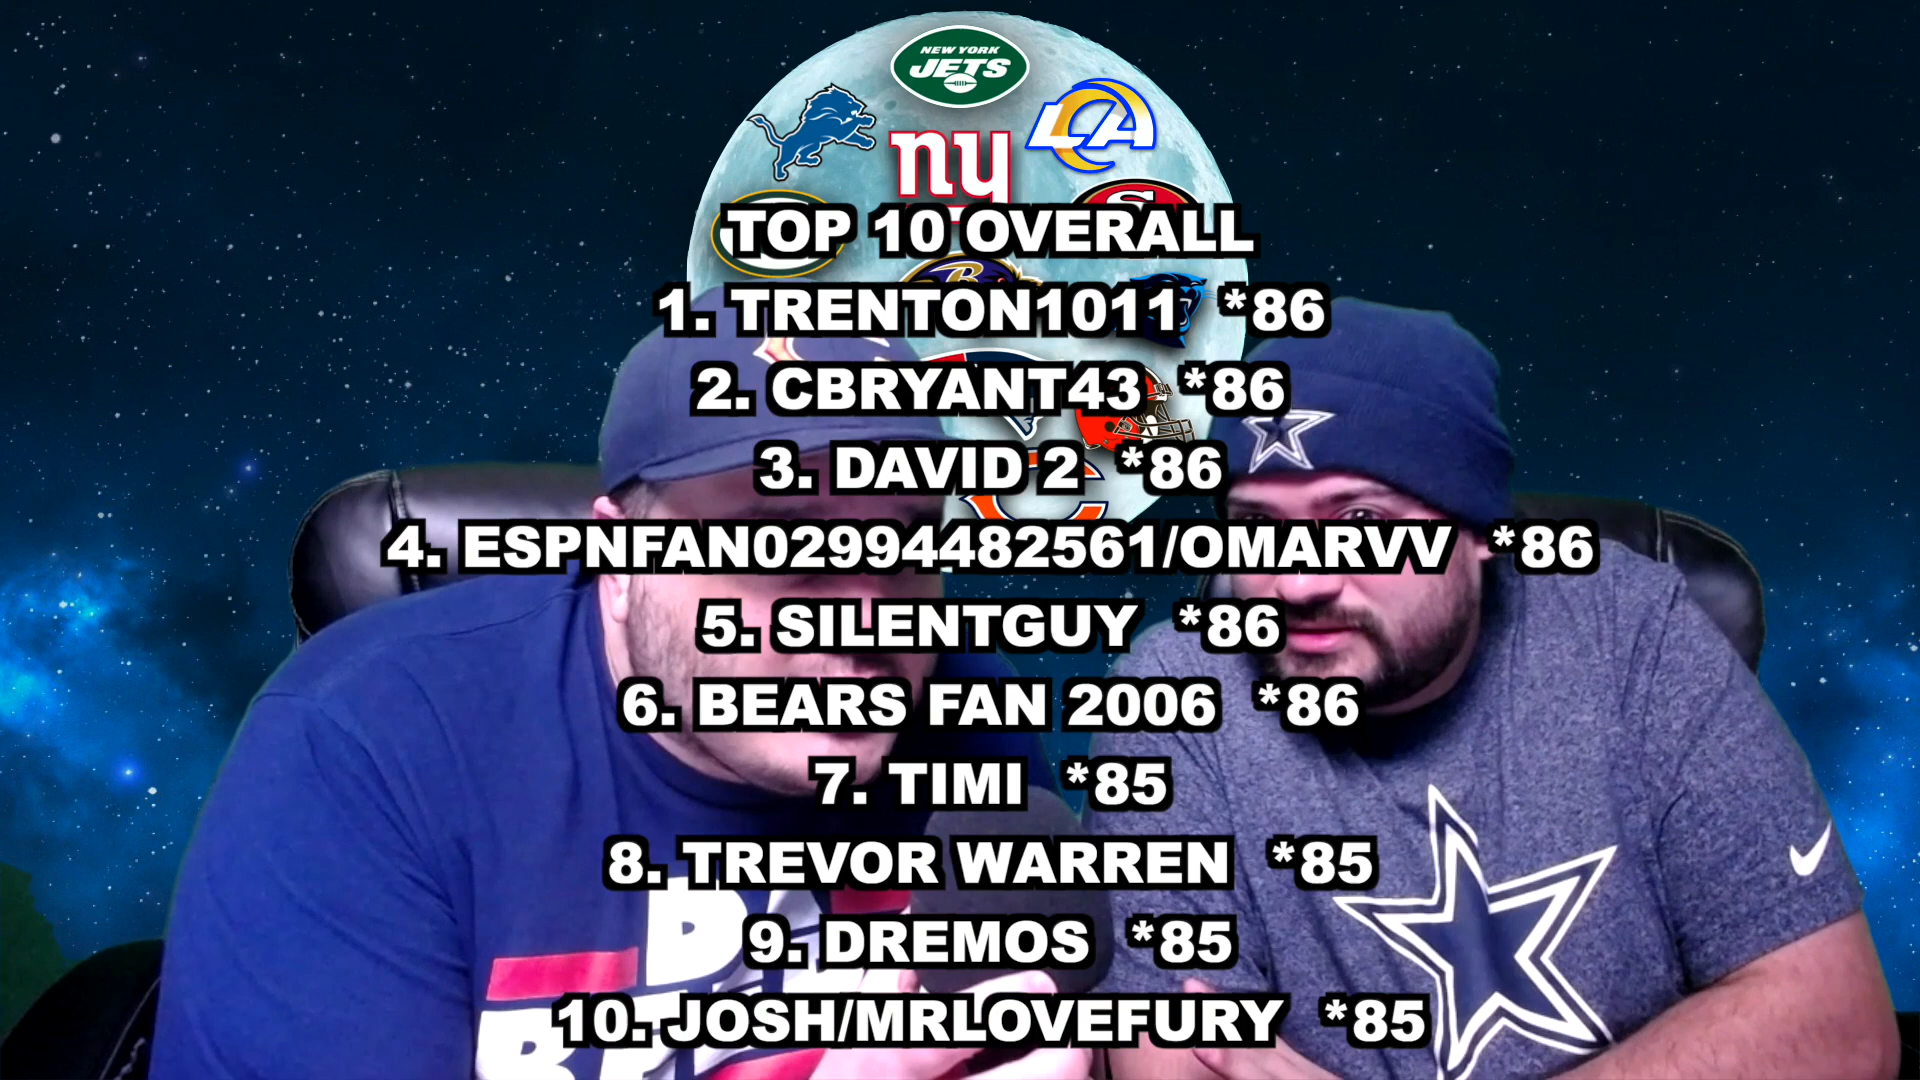 NEW YORK
JETS
LA
ny
TOP 10 OVERALL
1. TRENTON1011 *86
2. CBRYANT43 *86
3. DAVID 2 *86
4. ESPNFAN02994482561/OMARVV *86
5. SILENTGUY *86
6. BEARS FAN 2006 *86
7. TIMI *85
8. TREVOR WARREN *85
9. DREMOS *85
10. JOSH/MRLOVEFURY *85